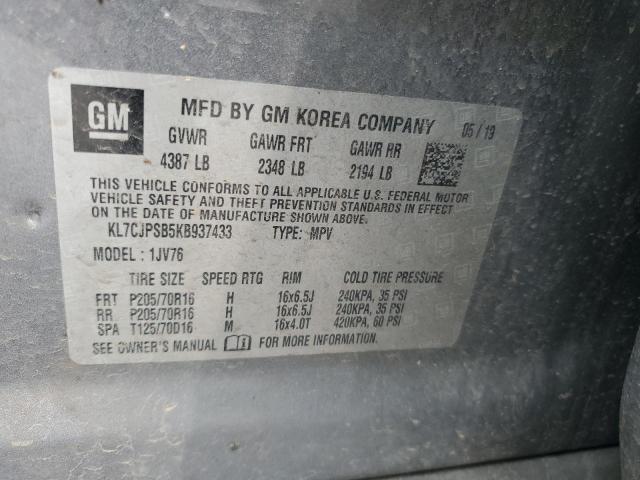 GM
MFD BY GM KOREA COMPANY 05/19
GVWR GAWR FRT GAWR RR
4387 LB 2348 LB 2194 LB
THIS VEHICLE CONFORMS TO ALL APPLICABLE U.S. FEDERAL MOTOR
VEHICLE SAFETY AND THEFT PREVENTION STANDARDS IN EFFECT
ON THE DATE OF MANUFACTURE SHOWN ABOVE.
KL7CJPSB5KB937433 TYPE: MPV
MODEL: 1JV76
TIRE SIZE SPEED RTG RIM COLD TIRE PRESSURE
FRT P205/70R16 H 16x6.5J 240KPA, 35 PSI
RR P205/70R16 H 16x6.5J 240KPA, 35 PSI
SPA T125/70D16 M 16x4.0T 420KPA, 60 PSI
SEE OWNER'S MANUAL FOR MORE INFORMATION.